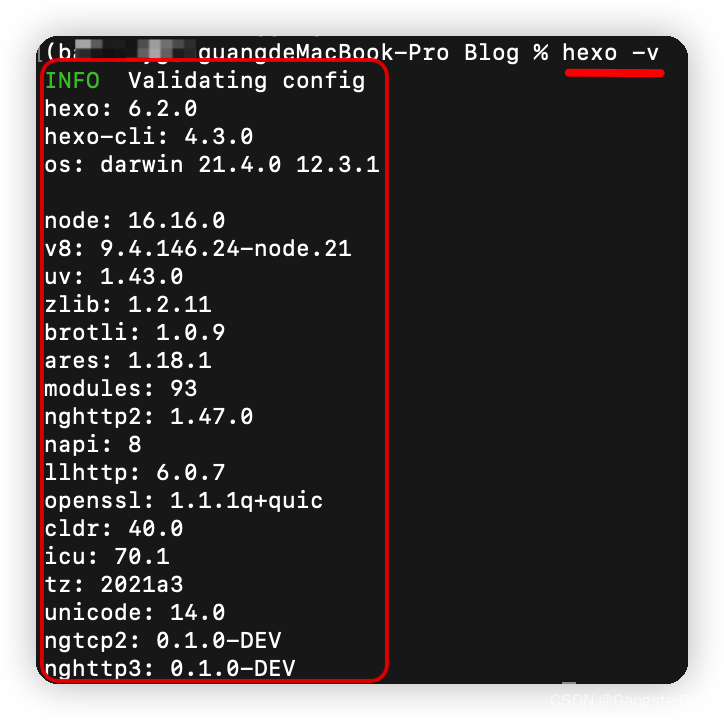 guangdeMacBook-Pro Blog % hexo -v
INFO  Validating config
hexo: 6.2.0
hexo-cli: 4.3.0
os: darwin 21.4.0 12.3.1
node: 16.16.0
v8: 9.4.146.24-node.21
uv: 1.43.0
zlib: 1.2.11
brotli: 1.0.9
ares: 1.18.1
modules: 93
nghttp2: 1.47.0
napi: 8
llhttp: 6.0.7
openssl: 1.1.1q+quic
cldr: 40.0
icu: 70.1
tz: 2021a3
unicode: 14.0
ngtcp2: 0.1.0-DEV
nghttp3: 0.1.0-DEV
CSDN